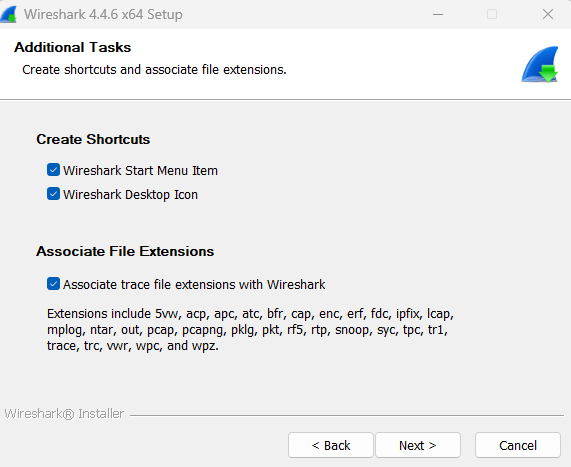 Wireshark 4.4.6 x64 Setup
Additional Tasks
Create shortcuts and associate file extensions.
Create Shortcuts
Wireshark Start Menu Item
Wireshark Desktop Icon
Associate File Extensions
Associate trace file extensions with Wireshark
Extensions include 5vw, acp, apc, atc, bfr, cap, enc, erf, fdc, ipfix, lcap,
mplog, ntar, out, pcap, pcapng, pklg, pkt, rf5, rtp, snoop, syc, tpc, tr1,
trace, trc, vwr, wpc, and wpz.
Wireshark® Installer
< Back Next > Cancel